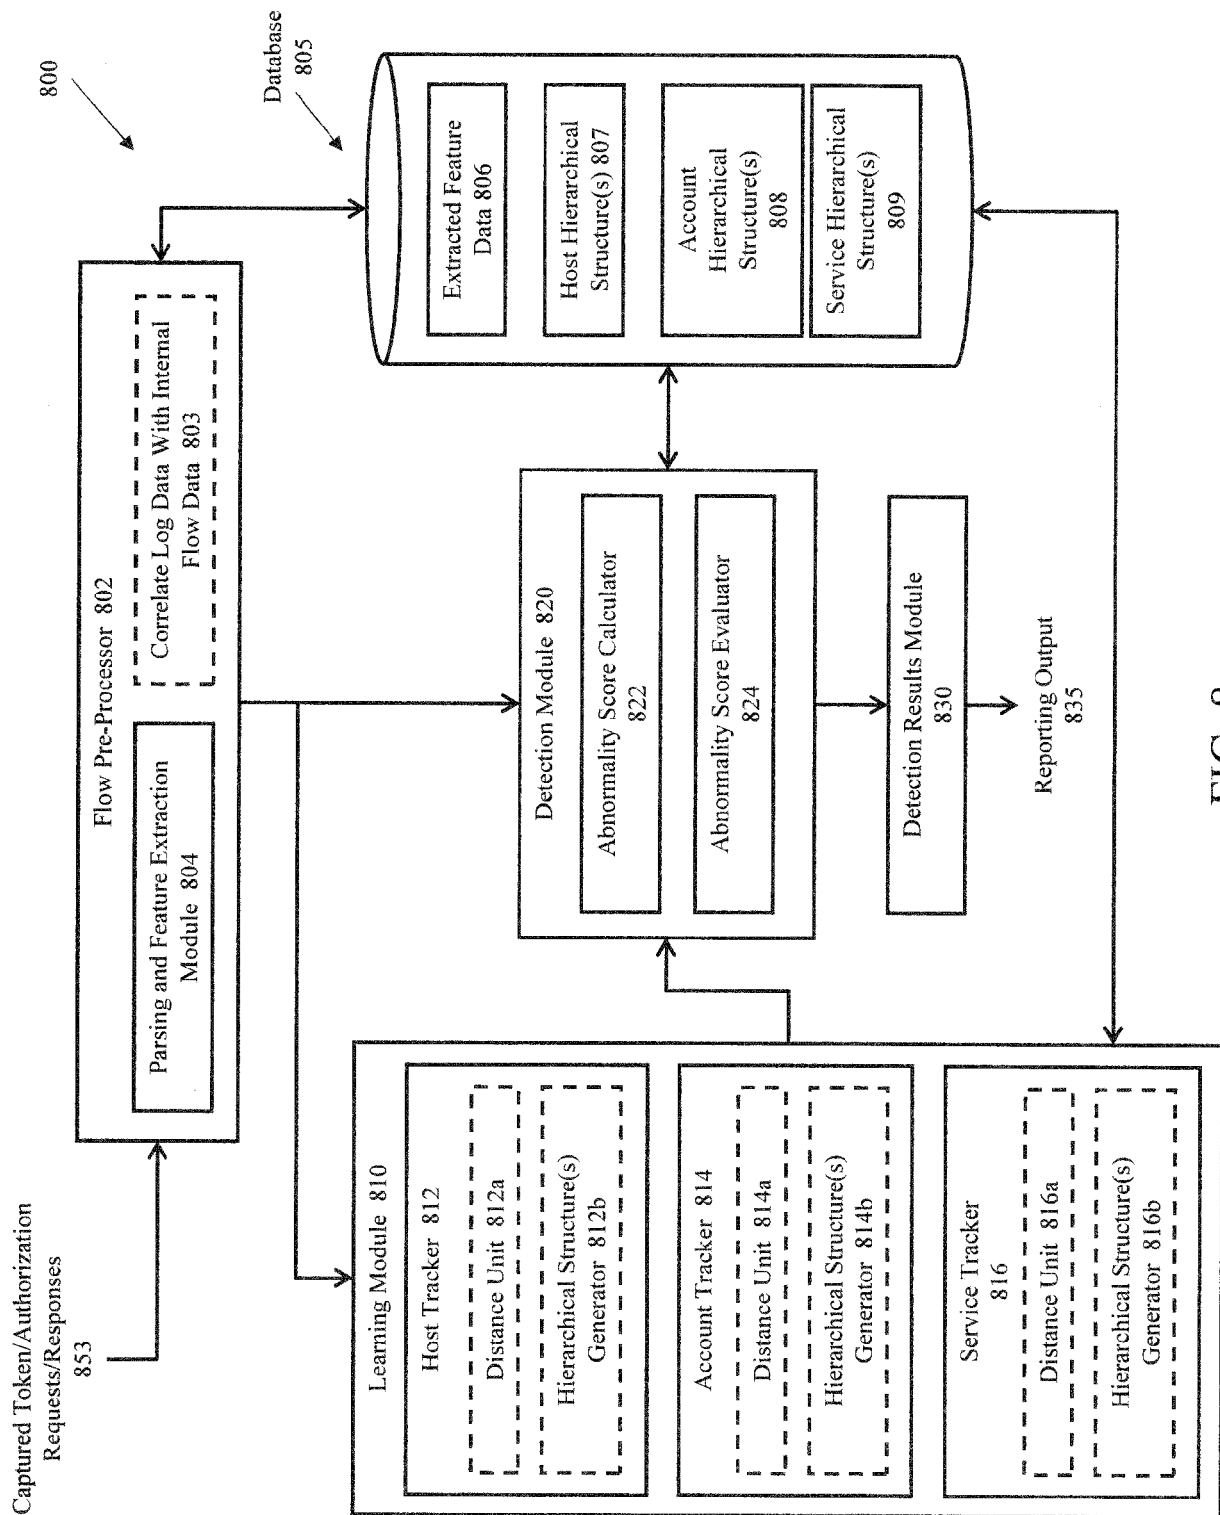 Captured Token/Authorization
Requests/Responses
853
800
Flow Pre-Processor 802
Parsing and Feature Extraction
Module 804
Correlate Log Data With Internal
Flow Data 803
Database
805
Extracted Feature
Data 806
Host Hierarchical
Structure(s) 807
Account
Hierarchical
Structure(s)
808
Service Hierarchical
Structure(s)
809
Learning Module 810
Host Tracker 812
Distance Unit 812a
Hierarchical Structure(s)
Generator 812b
Account Tracker 814
Distance Unit 814a
Hierarchical Structure(s)
Generator 814b
Service Tracker
816
Distance Unit 816a
Hierarchical Structure(s)
Generator 816b
Detection Module 820
Abnormality Score Calculator
822
Abnormality Score Evaluator
824
Detection Results Module
830
Reporting Output
835